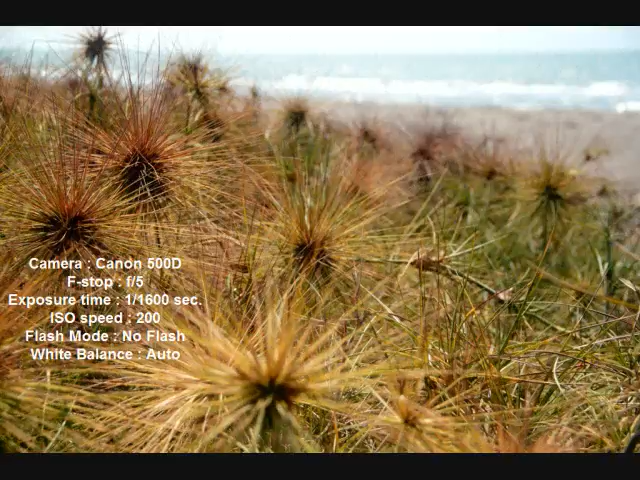 Camera : Canon 500D
F-stop : f/5
Exposure time : 1/1600 sec.
ISO speed : 200
Flash Mode : No Flash
White Balance : Auto